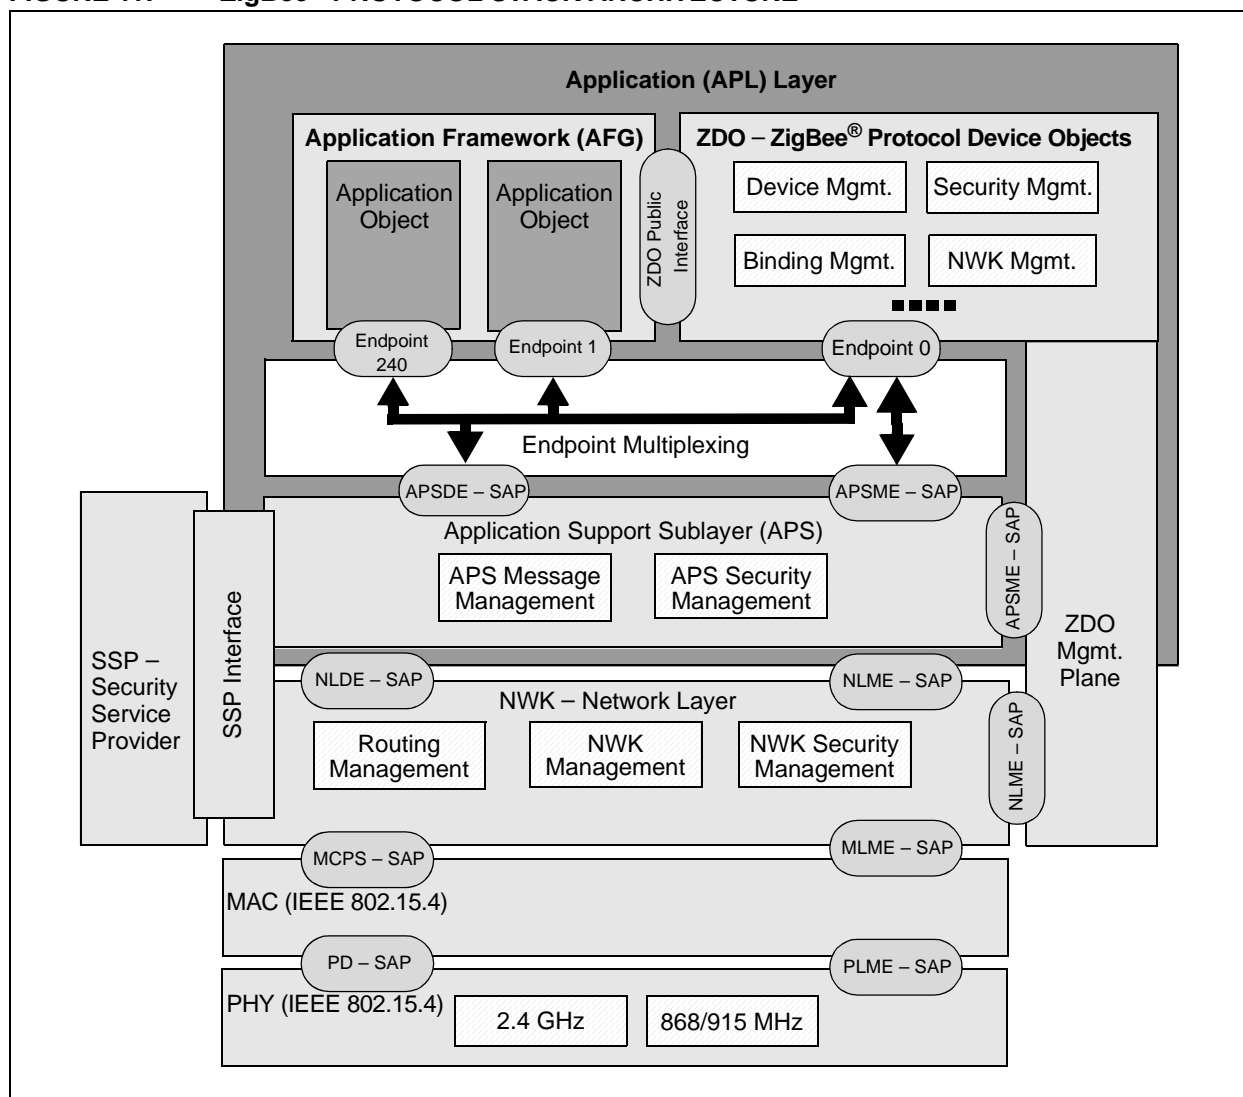 Application (APL) Layer
Application Framework (AFG)
ZDO – ZigBee® Protocol Device Objects
Application
Object
Application
Object
ZDO Public
Interface
Device Mgmt.
Security Mgmt.
Binding Mgmt.
NWK Mgmt.
Endpoint
240
Endpoint 1
Endpoint 0
Endpoint Multiplexing
APSDE – SAP
APSME – SAP
Application Support Sublayer (APS)
APS Message
Management
APS Security
Management
APSME – SAP
SSP –
Security
Service
Provider
SSP Interface
ZDO
Mgmt.
Plane
NLDE – SAP
NLME – SAP
NWK – Network Layer
Routing
Management
NWK
Management
NWK Security
Management
NLME – SAP
MCPS – SAP
MLME – SAP
MAC (IEEE 802.15.4)
PD – SAP
PLME – SAP
PHY (IEEE 802.15.4)
2.4 GHz
868/915 MHz